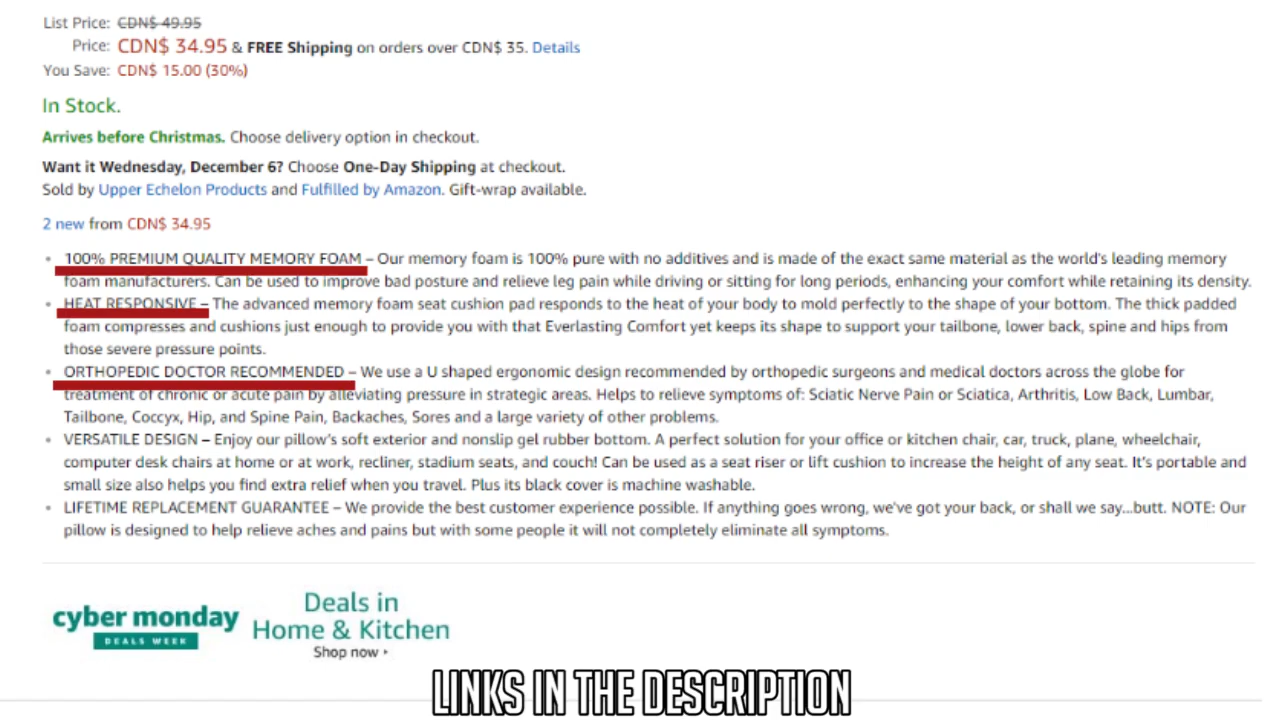 List Price: CDN$ 49.95
Price: CDN$ 34.95 & FREE Shipping on orders over CDN$ 35. Details
You Save: CDN$ 15.00 (30%)
In Stock.
Arrives before Christmas. Choose delivery option in checkout.
Want it Wednesday, December 6? Choose One-Day Shipping at checkout.
Sold by Upper Echelon Products and Fulfilled by Amazon. Gift-wrap available.
2 new from CDN$ 34.95
• 100% PREMIUM QUALITY MEMORY FOAM – Our memory foam is 100% pure with no additives and is made of the exact same material as the world's leading memory
foam manufacturers. Can be used to improve bad posture and relieve leg pain while driving or sitting for long periods, enhancing your comfort while retaining its density.
• HEAT RESPONSIVE – The advanced memory foam seat cushion pad responds to the heat of your body to mold perfectly to the shape of your bottom. The thick padded
foam compresses and cushions just enough to provide you with that Everlasting Comfort yet keeps its shape to support your tailbone, lower back, spine and hips from
those severe pressure points.
• ORTHOPEDIC DOCTOR RECOMMENDED – We use a U shaped ergonomic design recommended by orthopedic surgeons and medical doctors across the globe for
treatment of chronic or acute pain by alleviating pressure in strategic areas. Helps to relieve symptoms of: Sciatic Nerve Pain or Sciatica, Arthritis, Low Back, Lumbar,
Tailbone, Coccyx, Hip, and Spine Pain, Backaches, Sores and a large variety of other problems.
• VERSATILE DESIGN – Enjoy our pillow's soft exterior and nonslip gel rubber bottom. A perfect solution for your office or kitchen chair, car, truck, plane, wheelchair,
computer desk chairs at home or at work, recliner, stadium seats, and couch! Can be used as a seat riser or lift cushion to increase the height of any seat. It's portable and
small size also helps you find extra relief when you travel. Plus its black cover is machine washable.
• LIFETIME REPLACEMENT GUARANTEE – We provide the best customer experience possible. If anything goes wrong, we've got your back, or shall we say...butt. NOTE: Our
pillow is designed to help relieve aches and pains but with some people it will not completely eliminate all symptoms.
cyber monday
DEALS WEEK
Deals in
Home & Kitchen
Shop now ›
LINKS IN THE DESCRIPTION